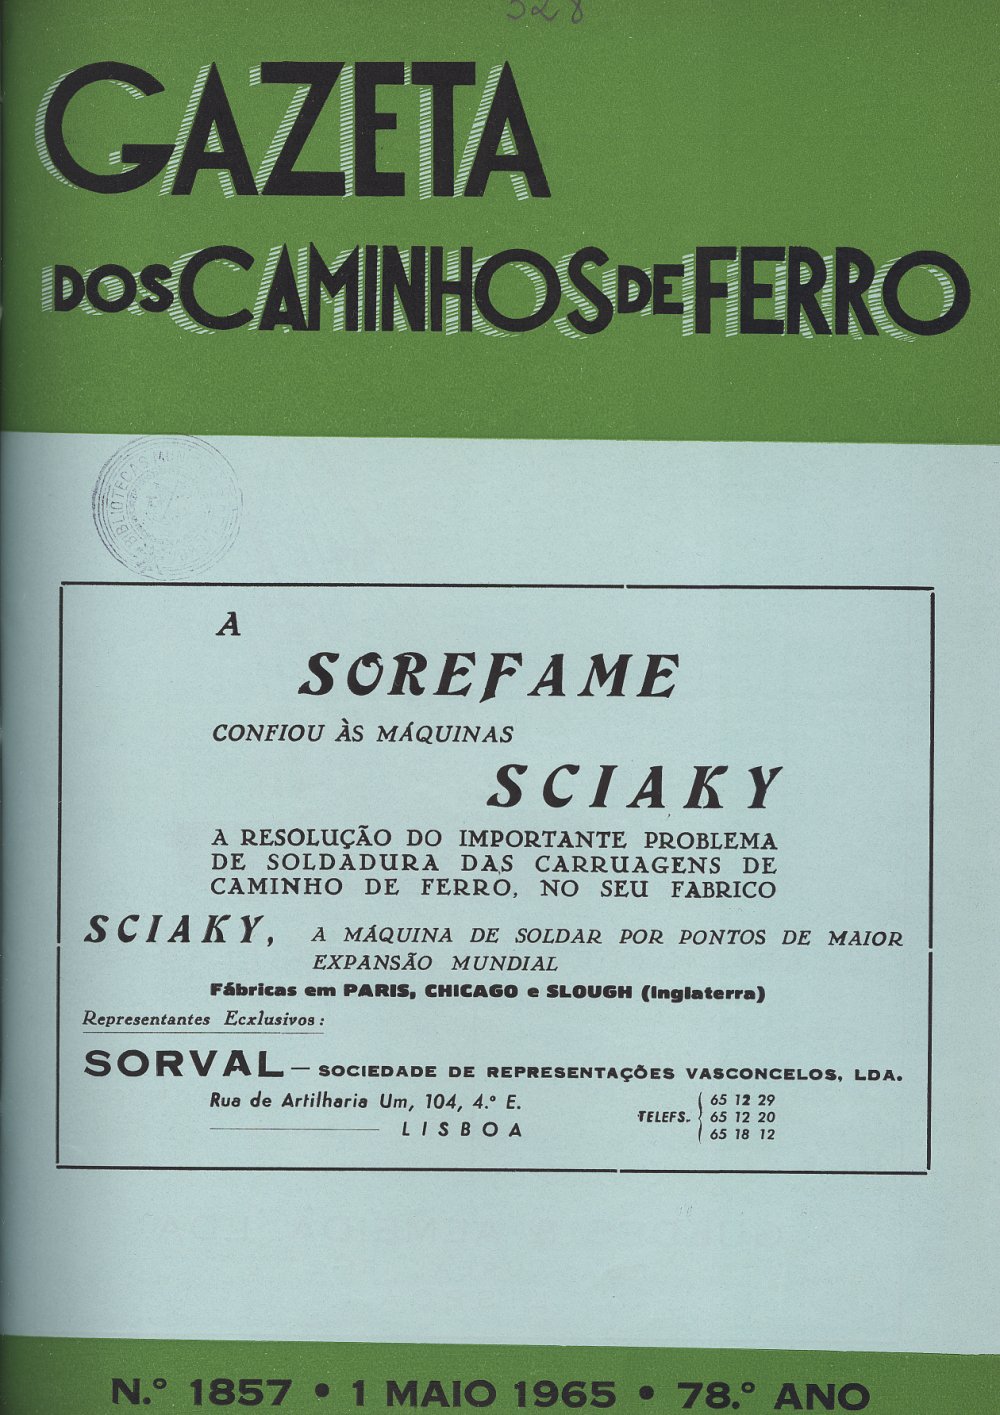 328
GAZETA
DOS CAMINHOS DE FERRO
BIBLIOTECAS
A
SOREFAME
CONFIOU ÀS MÁQUINAS
SCIAKY
A RESOLUÇÃO DO IMPORTANTE PROBLEMA
DE SOLDADURA DAS CARRUAGENS DE
CAMINHO DE FERRO, NO SEU FABRICO
SCIAKY, A MÁQUINA DE SOLDAR POR PONTOS DE MAIOR
EXPANSÃO MUNDIAL
Fábricas em PARIS, CHICAGO e SLOUGH (Inglaterra)
Representantes Ecxlusivos:
SORVAL — SOCIEDADE DE REPRESENTAÇÕES VASCONCELOS, LDA.
Rua de Artilharia Um, 104, 4.º E.
LISBOA
TELEFS.
65 12 29
65 12 20
65 18 12
N.º 1857 • 1 MAIO 1965 • 78.º ANO